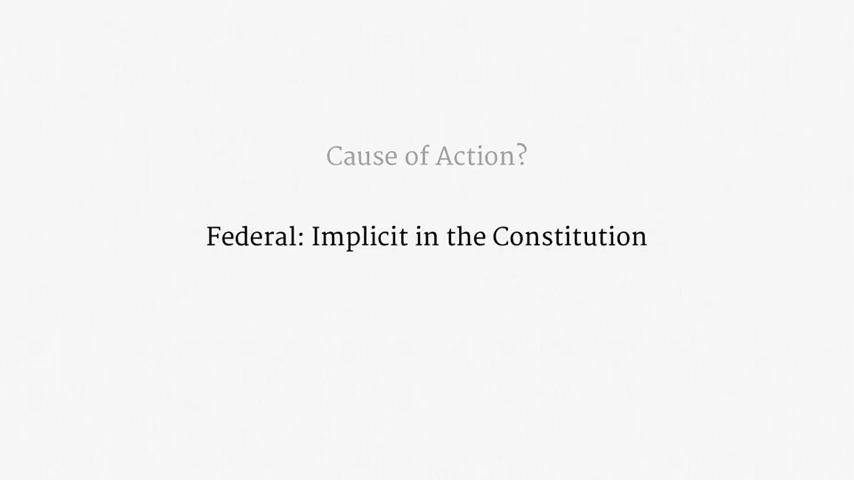 Cause of Action?
Federal: Implicit in the Constitution